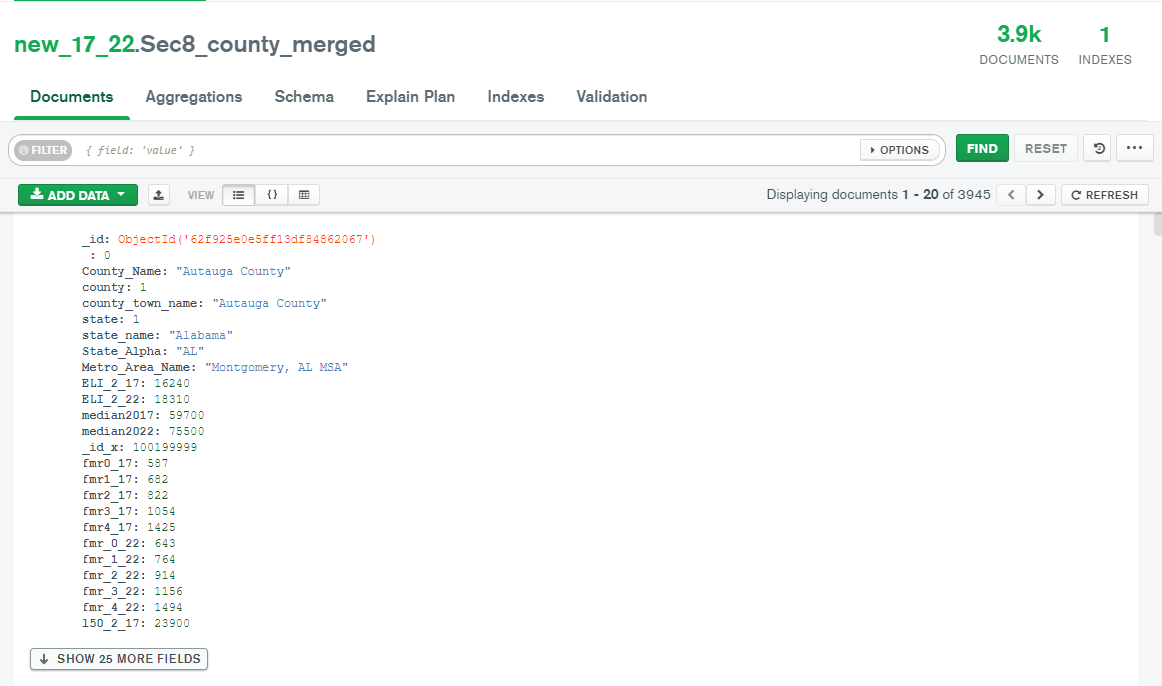 new_17_22.Sec8_county_merged
3.9k
DOCUMENTS
1
INDEXES
Documents Aggregations Schema Explain Plan Indexes Validation
FILTER { field: 'value' } OPTIONS FIND RESET
ADD DATA VIEW {} Displaying documents 1 - 20 of 3945 < > REFRESH
_id: ObjectId('62f925e0e5ff13df84862067')
: 0
County_Name: "Autauga County"
county: 1
county_town_name: "Autauga County"
state: 1
state_name: "Alabama"
State_Alpha: "AL"
Metro_Area_Name: "Montgomery, AL MSA"
ELI_2_17: 16240
ELI_2_22: 18310
median2017: 59700
median2022: 75500
_id_x: 100199999
fmr0_17: 587
fmr1_17: 682
fmr2_17: 822
fmr3_17: 1054
fmr4_17: 1425
fmr_0_22: 643
fmr_1_22: 764
fmr_2_22: 914
fmr_3_22: 1156
fmr_4_22: 1494
l50_2_17: 23900
SHOW 25 MORE FIELDS